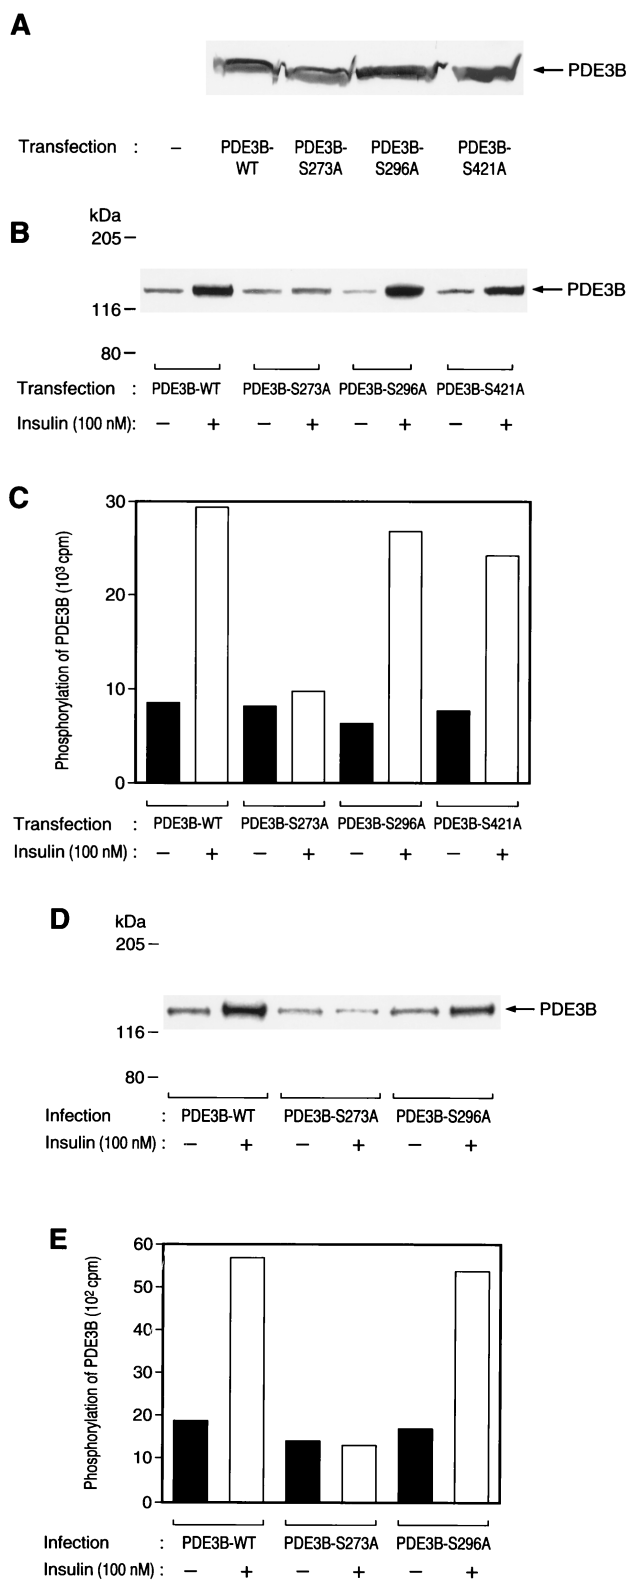 A
PDE3B
Transfection : – PDE3B- PDE3B- PDE3B- PDE3B-
WT S273A S296A S421A
kDa
B
205
PDE3B
116
80
Transfection : PDE3B-WT PDE3B-S273A PDE3B-S296A PDE3B-S421A
Insulin (100 nM): – + – + – + – +
C
Phosphorylation of PDE3B (10³ cpm)
30
20
10
0
Transfection : PDE3B-WT PDE3B-S273A PDE3B-S296A PDE3B-S421A
Insulin (100 nM) : – + – + – + – +
D
kDa
205
PDE3B
116
80
Infection : PDE3B-WT PDE3B-S273A PDE3B-S296A
Insulin (100 nM) : – + – + – +
E
Phosphorylation of PDE3B (10² cpm)
60
50
40
30
20
10
0
Infection : PDE3B-WT PDE3B-S273A PDE3B-S296A
Insulin (100 nM) : – + – + – +